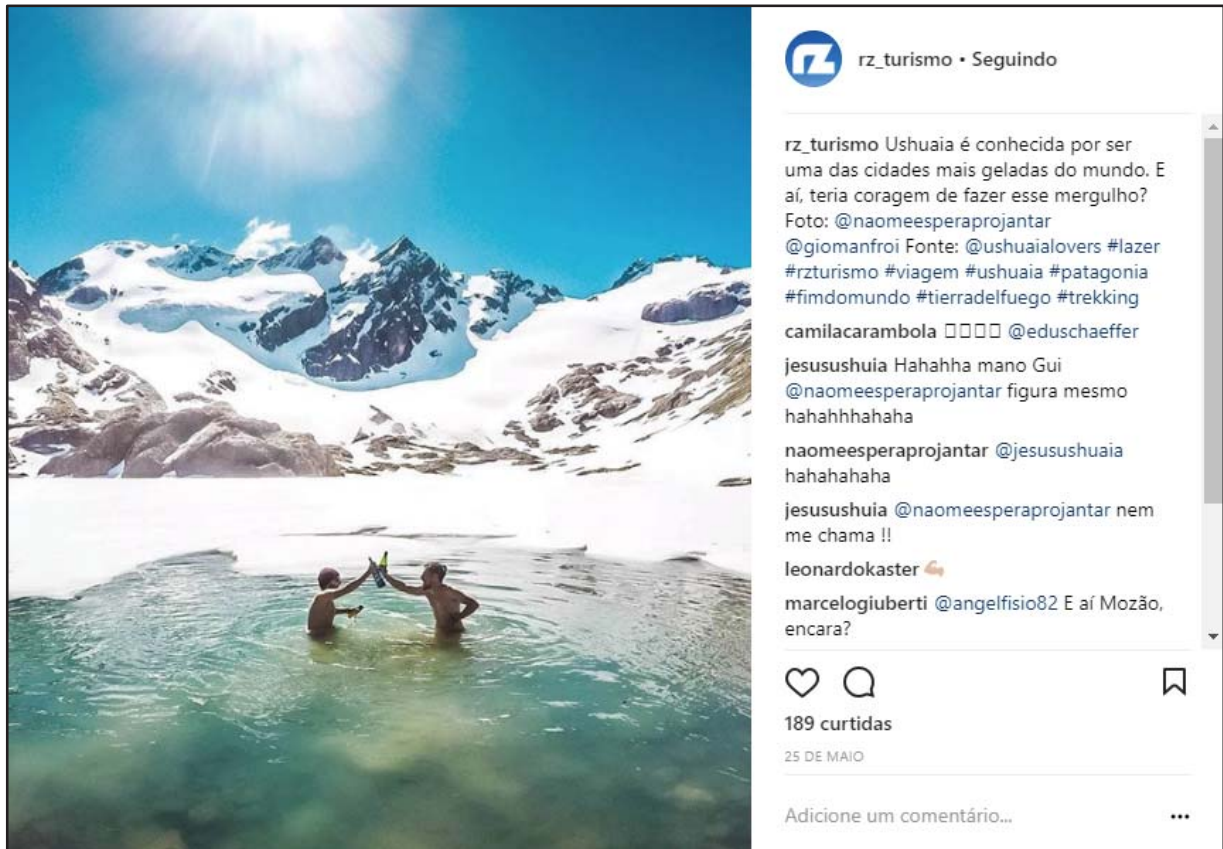 rz_turismo • Seguindo
rz_turismo Ushuaia é conhecida por ser
uma das cidades mais geladas do mundo. E
aí, teria coragem de fazer esse mergulho?
Foto: @naomeesperaprojantar
@giomanfroi Fonte: @ushuaialovers #lazer
#rzturismo #viagem #ushuaia #patagonia
#fimdomundo #tierradelfuego #trekking
camilacarambola □□□□ @eduschaeffer
jesusushuia Hahahha mano Gui
@naomeesperaprojantar figura mesmo
hahahhhahaha
naomeesperaprojantar @jesusushuaia
hahahahaha
jesusushuia @naomeesperaprojantar nem
me chama !!
leonardokaster 💪🏻
marcelogiuberti @angelfisio82 E aí Mozão,
encara?
189 curtidas
25 DE MAIO
Adicione um comentário...